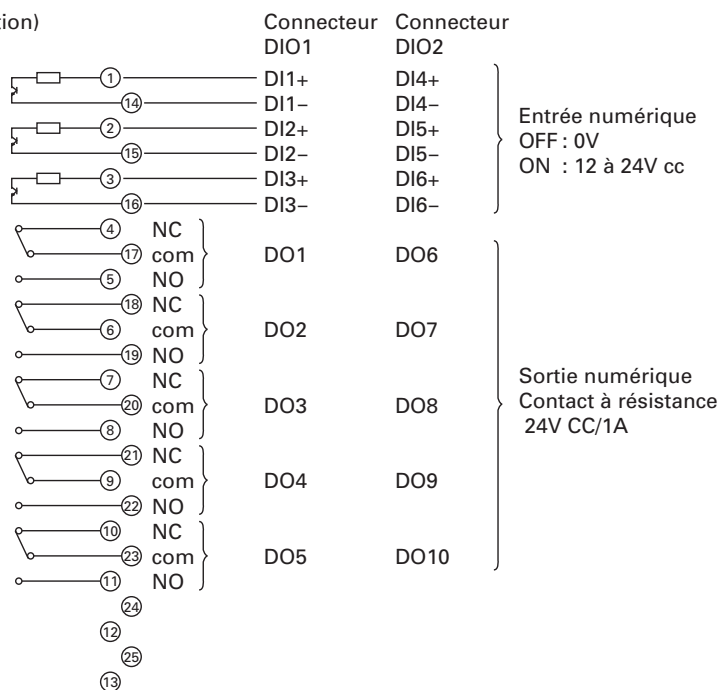 tion) Connecteur Connecteur
DIO1 DIO2
1 DI1+ DI4+
14 DI1− DI4−
2 DI2+ DI5+
15 DI2− DI5−
3 DI3+ DI6+
16 DI3− DI6−
Entrée numérique
OFF : 0V
ON : 12 à 24V cc
4 NC
17 com DO1 DO6
5 NO
18 NC
6 com DO2 DO7
19 NO
7 NC
20 com DO3 DO8
8 NO
21 NC
9 com DO4 DO9
22 NO
10 NC
23 com DO5 DO10
11 NO
Sortie numérique
Contact à résistance
24V CC/1A
24
12
25
13